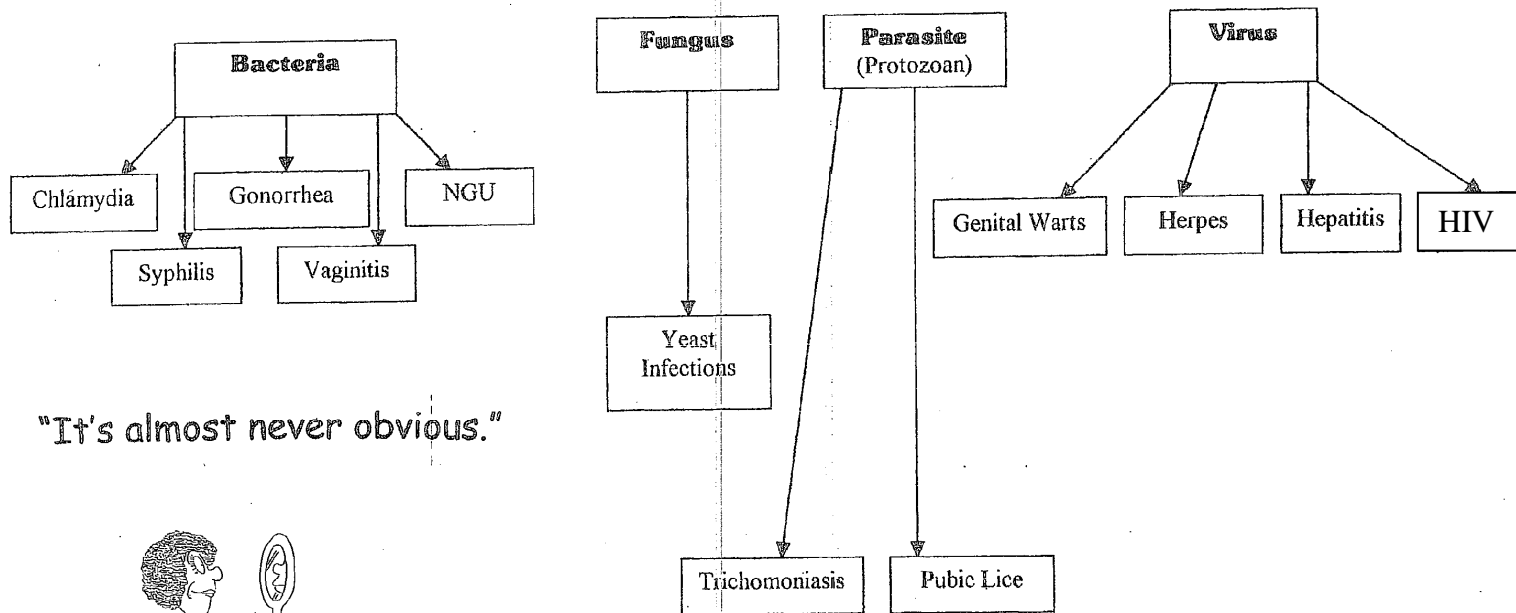 Bacteria
Chlámydia
Gonorrhea
NGU
Syphilis
Vaginitis
"It's almost never obvious."
Fungus
Yeast
Infections
Parasite
(Protozoan)
Trichomoniasis
Pubic Lice
Virus
Genital Warts
Herpes
Hepatitis
HIV